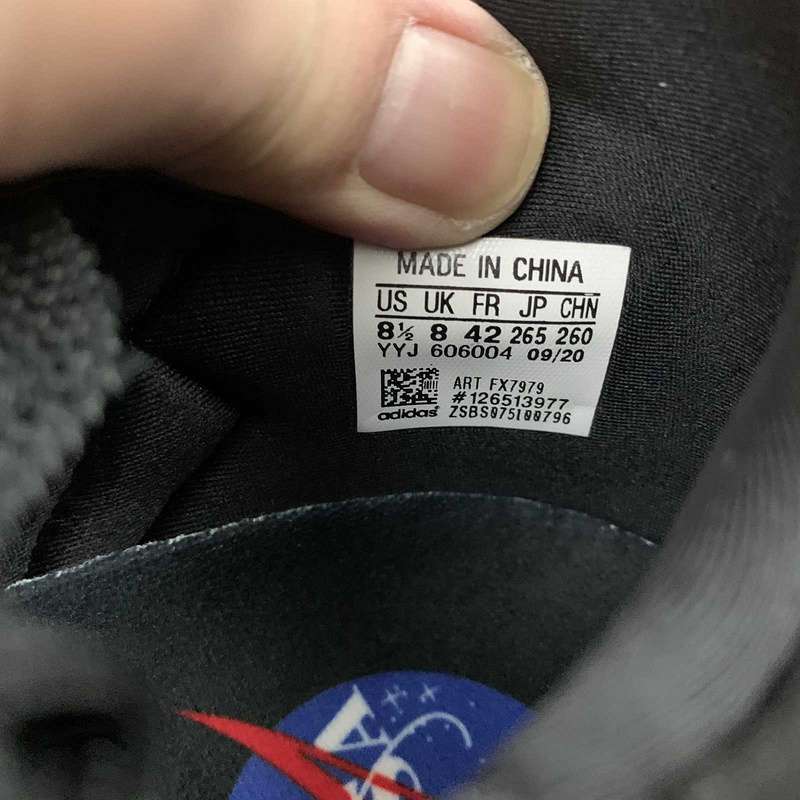 MADE IN CHINA
US UK FR JP CHN
8½ 8 42 265 260
YYJ 606004 09/20
ART FX7979
#126513977
adidas ZSBS075100796